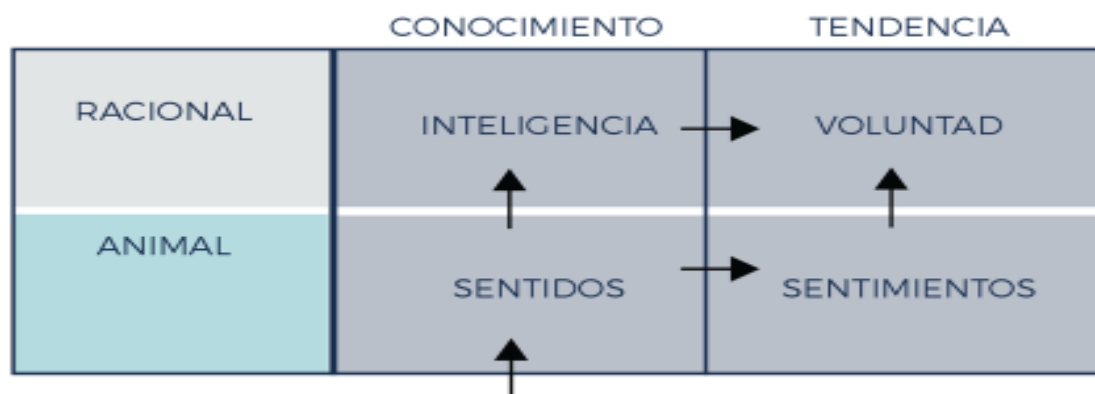 CONOCIMIENTO TENDENCIA
RACIONAL INTELIGENCIA VOLUNTAD
ANIMAL SENTIDOS SENTIMIENTOS